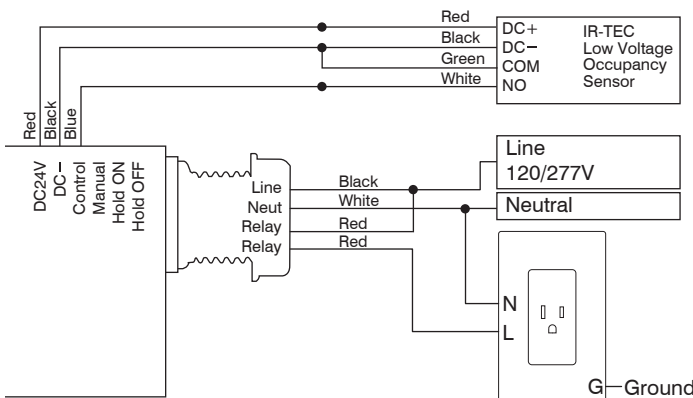 Red
DC+
IR-TEC
Black
DC−
Low Voltage
Green
COM
Occupancy
White
NO
Sensor
Red
Black
Blue
DC24V
DC−
Control
Manual
Hold ON
Hold OFF
Line
120/277V
Line
Black
Neut
White
Neutral
Relay
Red
Relay
Red
N
L
G
Ground